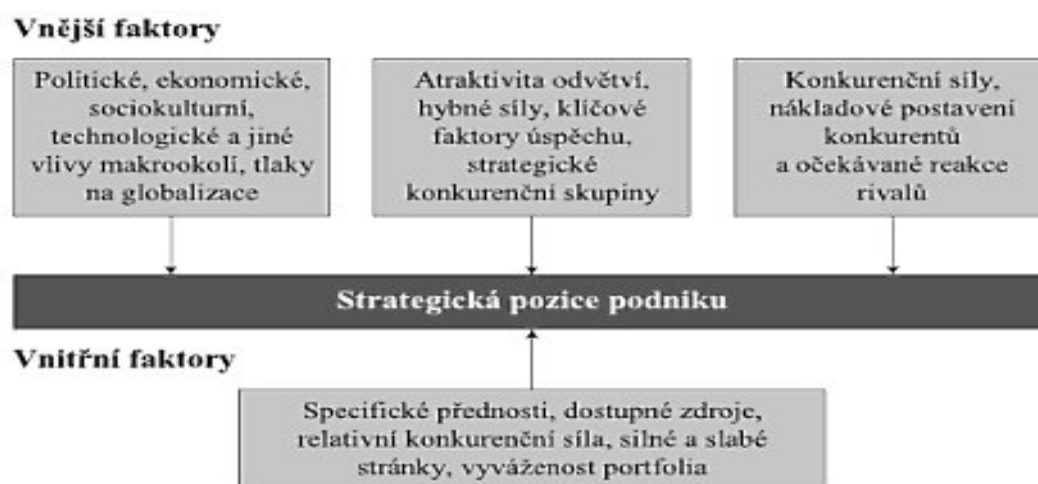 Vnější faktory
Politické, ekonomické,
sociokulturní,
technologické a jiné
vlivy makrookolí, tlaky
na globalizace
Atraktivita odvětví,
hybné síly, klíčové
faktory úspěchu,
strategické
konkurenční skupiny
Konkurenční síly,
nákladové postavení
konkurentů
a očekávané reakce
rivalů
Strategická pozice podniku
Vnitřní faktory
Specifické přednosti, dostupné zdroje,
relativní konkurenční síla, silné a slabé
stránky, vyváženost portfolia